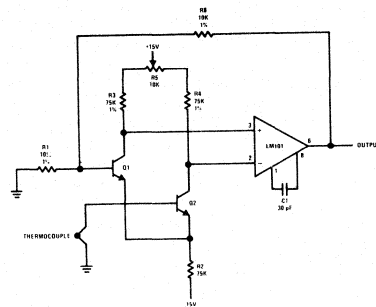 R6
10K
1%
+15V
R5
10K
R3
75K
1%
R4
75K
1%
3
+
LM101
6
OUTPUT
2
−
1
8
R1
1%
Q1
C1
30 pF
Q2
THERMOCOUPLE
R2
75K
15V